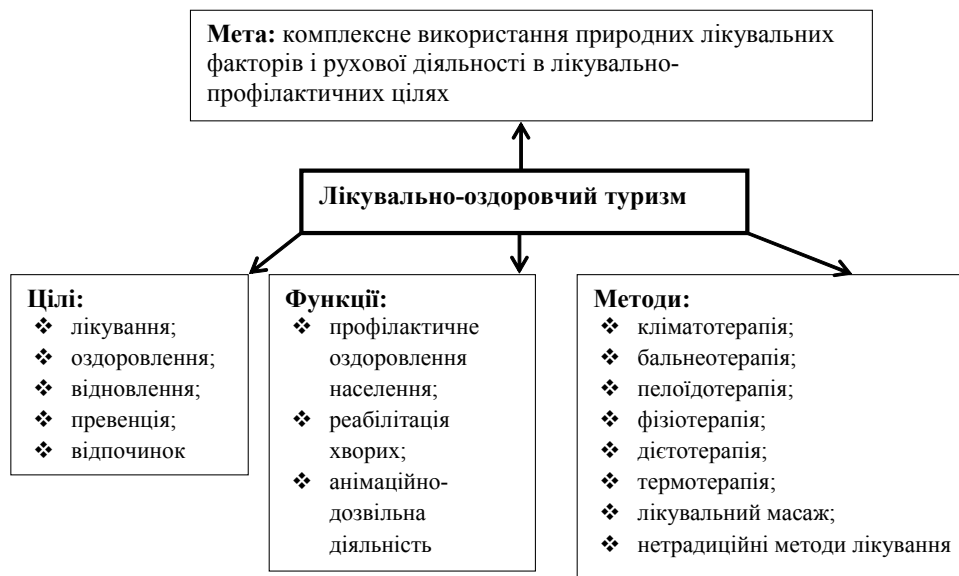 Мета: комплексне використання природних лікувальних
факторів і рухової діяльності в лікувально-
профілактичних цілях
Лікувально-оздоровчий туризм
Цілі:
❖ лікування;
❖ оздоровлення;
❖ відновлення;
❖ превенція;
❖ відпочинок
Функції:
❖ профілактичне
оздоровлення
населення;
❖ реабілітація
хворих;
❖ анімаційно-
дозвільна
діяльність
Методи:
❖ кліматотерапія;
❖ бальнеотерапія;
❖ пелоїдотерапія;
❖ фізіотерапія;
❖ дієтотерапія;
❖ термотерапія;
❖ лікувальний масаж;
❖ нетрадиційні методи лікування